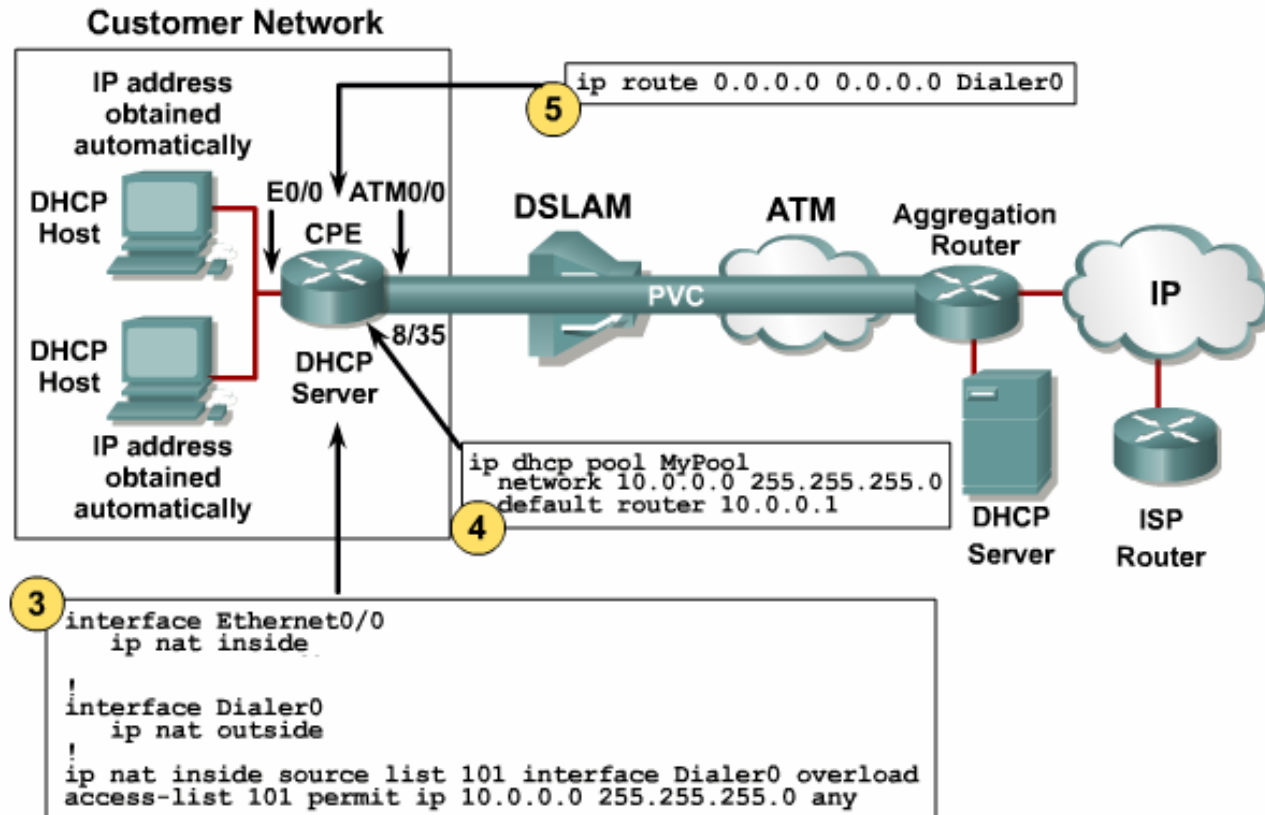 Customer Network
IP address
obtained
automatically
5
ip route 0.0.0.0 0.0.0.0 Dialer0
E0/0
ATM0/0
DHCP
Host
CPE
DSLAM
ATM
Aggregation
Router
PVC
IP
8/35
DHCP
Host
DHCP
Server
IP address
obtained
automatically
4
ip dhcp pool MyPool
network 10.0.0.0 255.255.255.0
default router 10.0.0.1
DHCP
Server
ISP
Router
3
interface Ethernet0/0
ip nat inside
!
interface Dialer0
ip nat outside
!
ip nat inside source list 101 interface Dialer0 overload
access-list 101 permit ip 10.0.0.0 255.255.255.0 any